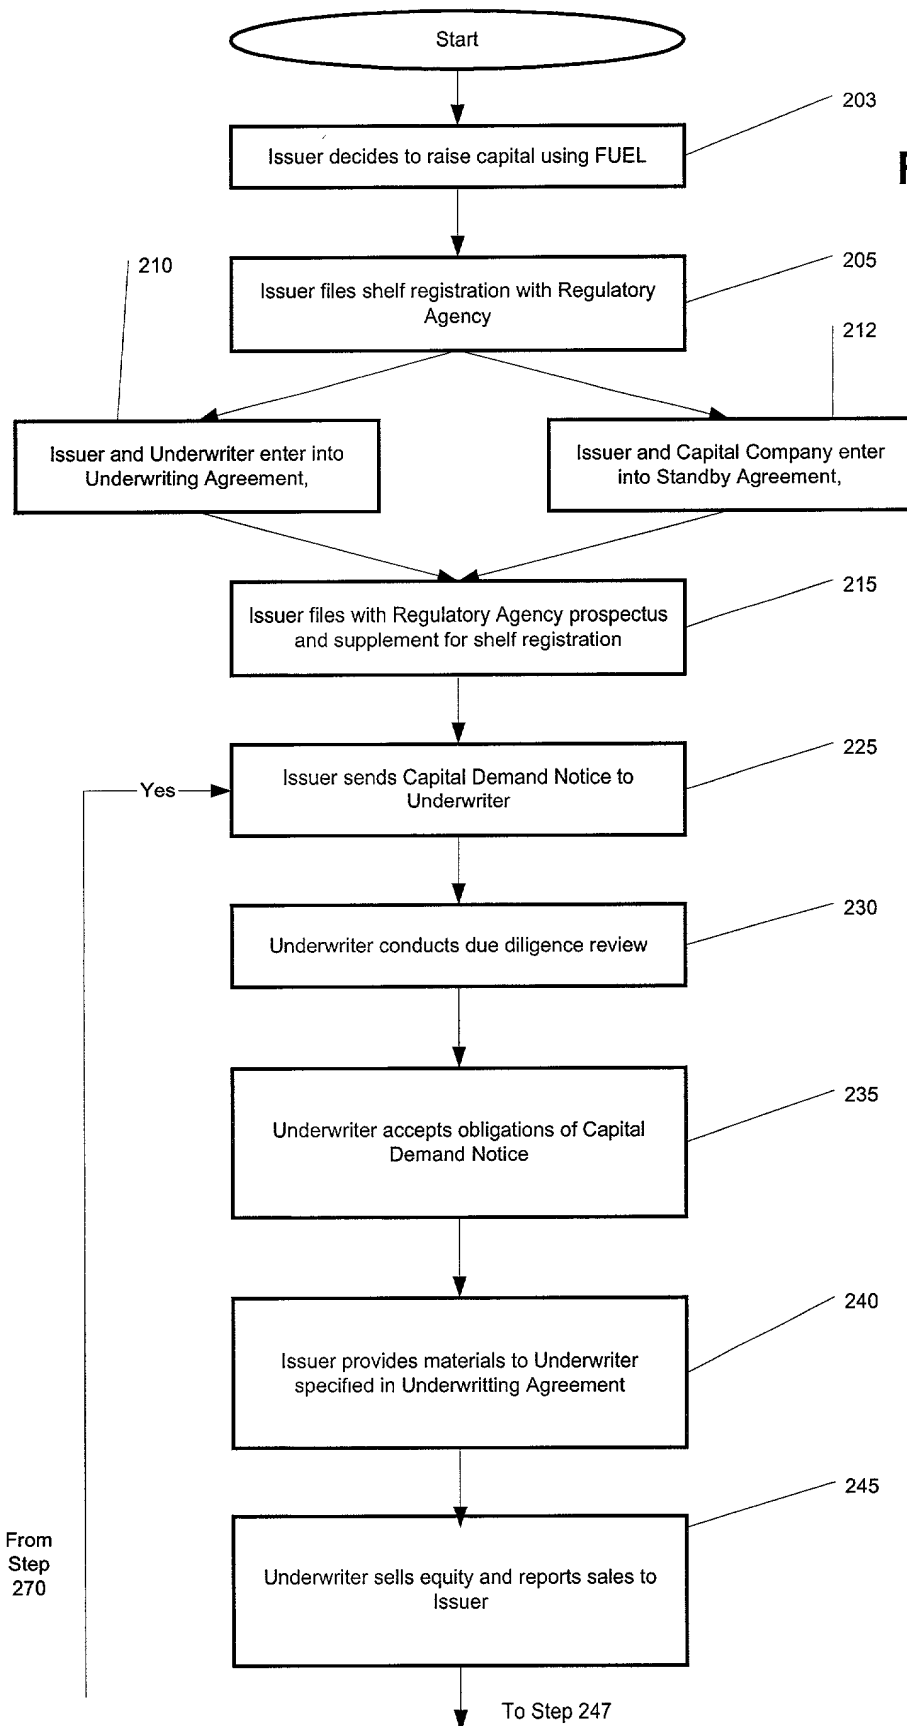 Start
203
Issuer decides to raise capital using FUEL
210
205
Issuer files shelf registration with Regulatory
Agency
212
Issuer and Underwriter enter into
Underwriting Agreement,
Issuer and Capital Company enter
into Standby Agreement,
215
Issuer files with Regulatory Agency prospectus
and supplement for shelf registration
225
Yes
Issuer sends Capital Demand Notice to
Underwriter
230
Underwriter conducts due diligence review
235
Underwriter accepts obligations of Capital
Demand Notice
240
Issuer provides materials to Underwriter
specified in Underwritting Agreement
245
From
Step
270
Underwriter sells equity and reports sales to
Issuer
To Step 247